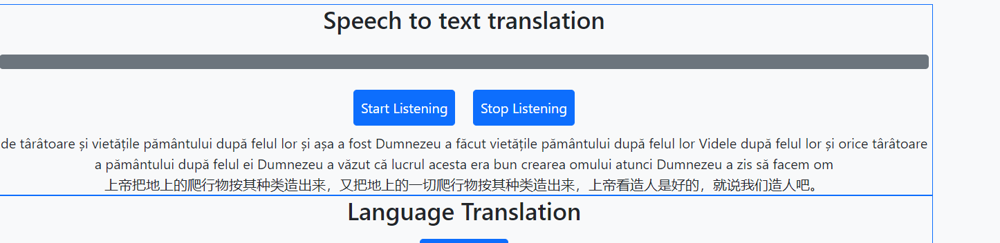 Speech to text translation
Start Listening
Stop Listening
de târâtoare și vietățile pământului după felul lor și așa a fost Dumnezeu a făcut vietățile pământului după felul lor Videle după felul lor și orice târâtoare
a pământului după felul ei Dumnezeu a văzut că lucrul acesta era bun crearea omului atunci Dumnezeu a zis să facem om
上帝把地上的爬行物按其种类造出来，又把地上的一切爬行物按其种类造出来，上帝看造人是好的，就说我们造人吧。
Language Translation